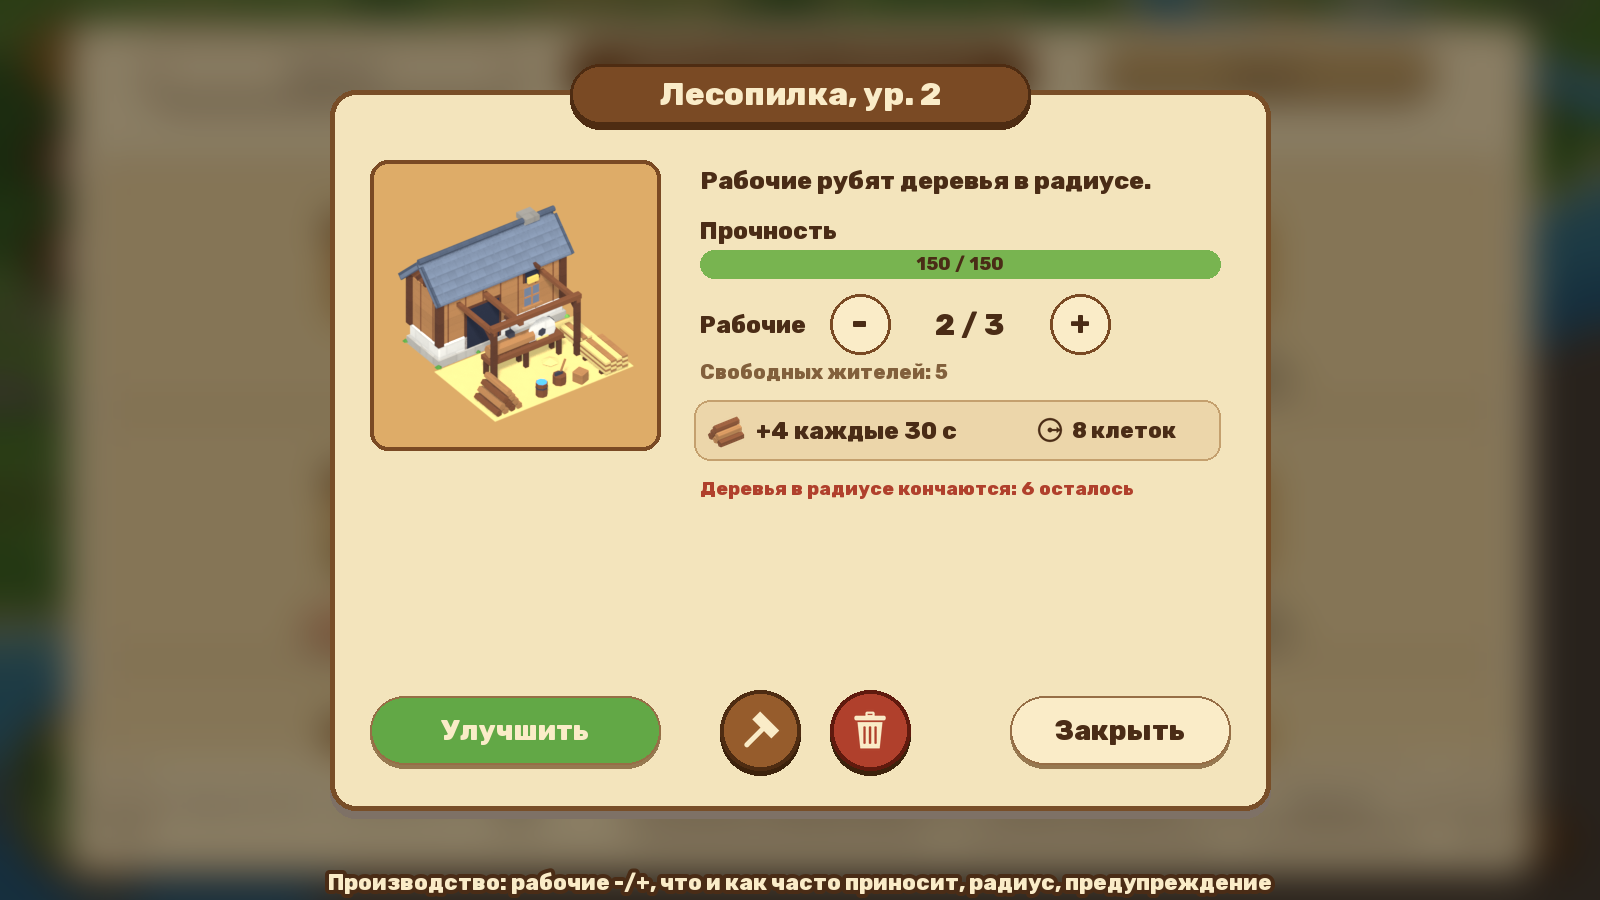 Лесопилка, ур. 2
Рабочие рубят деревья в радиусе.
Прочность
150 / 150
Рабочие - 2 / 3 +
Свободных жителей: 5
+4 каждые 30 с 8 клеток
Деревья в радиусе кончаются: 6 осталось
Улучшить
Закрыть
Производство: рабочие -/+, что и как часто приносит, радиус, предупреждение